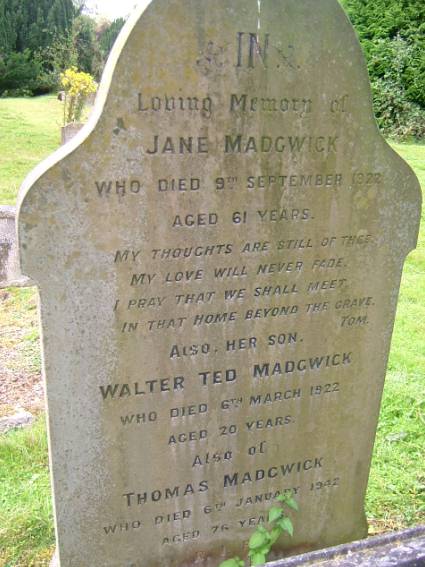 IN
Loving Memory of
JANE MADGWICK
WHO DIED 9TH SEPTEMBER 1922
AGED 61 YEARS.
MY THOUGHTS ARE STILL OF THEE,
MY LOVE WILL NEVER FADE.
I PRAY THAT WE SHALL MEET,
IN THAT HOME BEYOND THE GRAVE.
TOM.
ALSO, HER SON.
WALTER TED MADGWICK
WHO DIED 6TH MARCH 1922
AGED 20 YEARS.
Also of
THOMAS MADGWICK
WHO DIED 6TH JANUARY 1942
AGED 76 YEARS
R.I.P.